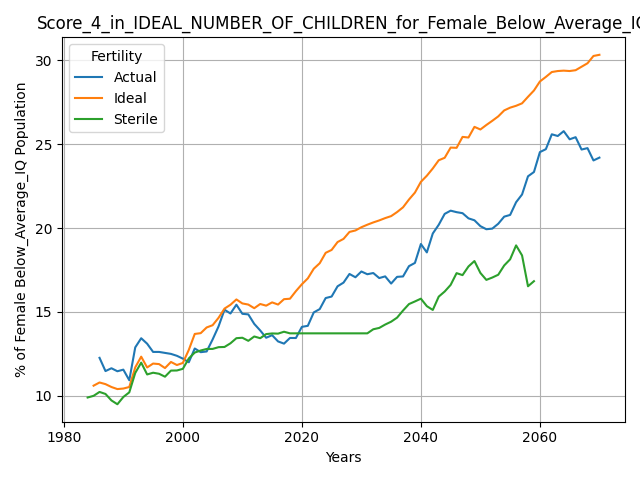 Score_4_in_IDEAL_NUMBER_OF_CHILDREN_for_Female_Below_Average_IQ
Fertility
Actual
Ideal
Sterile
% of Female Below_Average_IQ Population
30
25
20
15
10
1980
2000
2020
2040
2060
Years